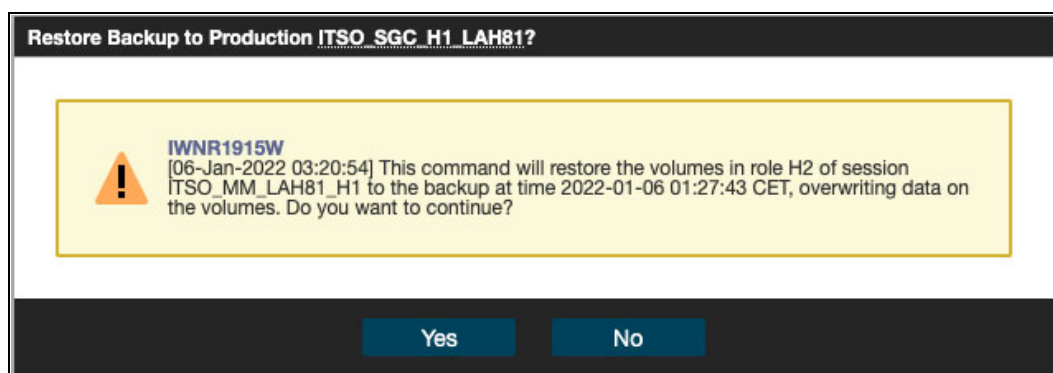 Restore Backup to Production ITSO_SGC_H1_LAH81?
IWNR1915W
[06-Jan-2022 03:20:54] This command will restore the volumes in role H2 of session
ITSO_MM_LAH81_H1 to the backup at time 2022-01-06 01:27:43 CET, overwriting data on
the volumes. Do you want to continue?
Yes No